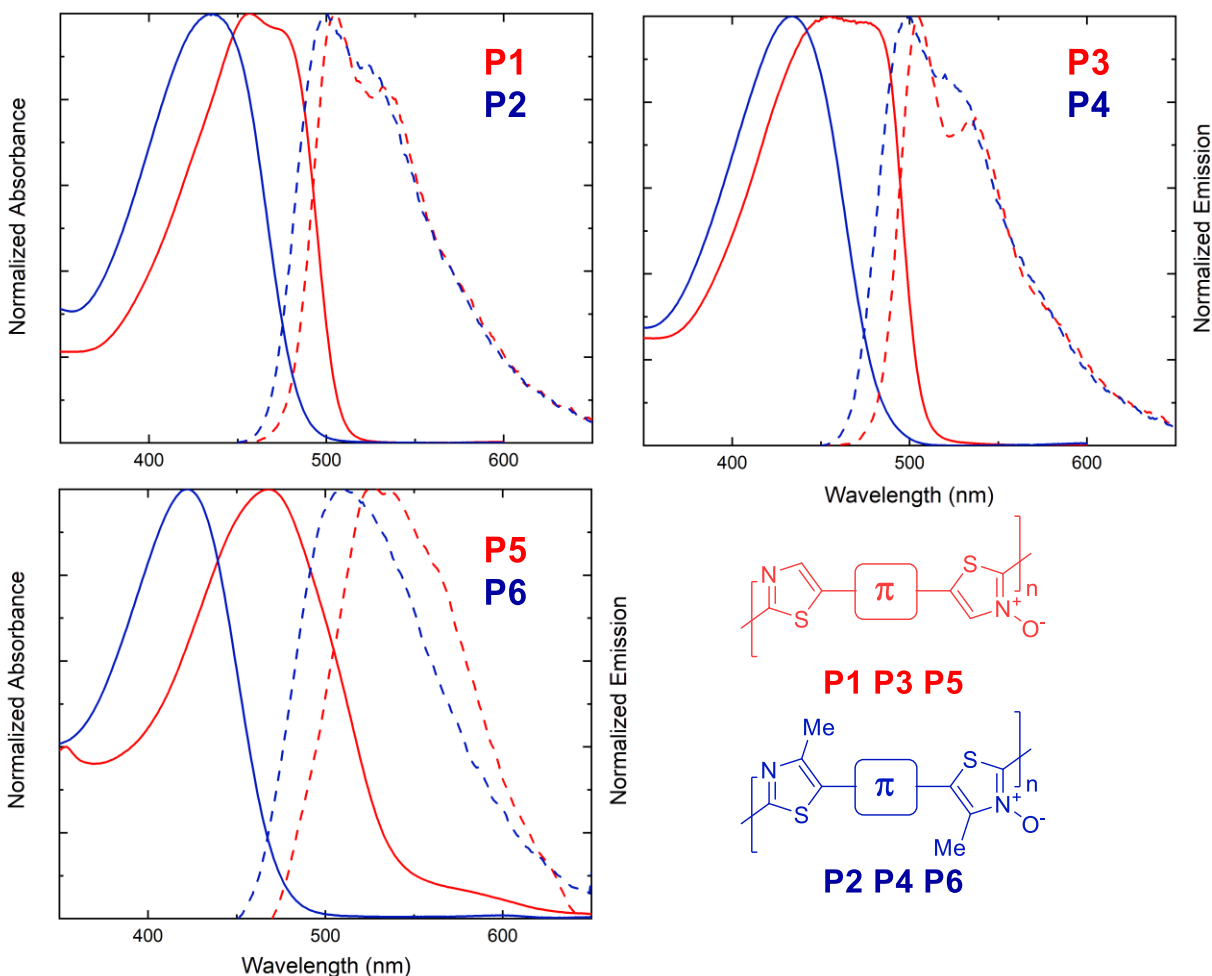 Normalized Absorbance
P1
P2
400
500
600
P3
P4
Normalized Emission
400
500
600
Wavelength (nm)
Normalized Absorbance
P5
P6
Normalized Emission
400
500
600
Wavelength (nm)
N
S
π
S
N+
O-
n
P1 P3 P5
Me
N
S
π
S
N+
O-
n
Me
P2 P4 P6